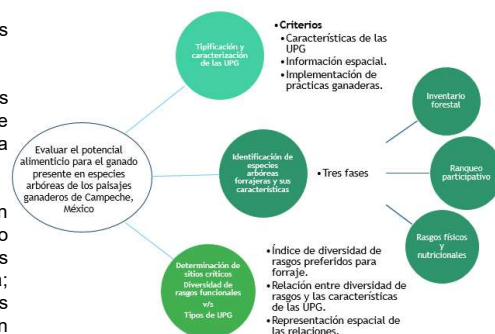 Tipificación y
caracterización
de las UPG
•Criterios
•Características de las
UPG
•Información espacial.
•Implementación de
prácticas ganaderas.
Evaluar el potencial
alimenticio para el ganado
presente en especies
arbóreas de los paisajes
ganaderos de Campeche,
México
Identificación de
especies
arbóreas
forrajeras y sus
características
•Tres fases
Inventario
forestal
Ranqueo
participativo
Rasgos físicos
y
nutricionales
Determinación de
sitios críticos
Diversidad de
rasgos funcionales
v/s
Tipos de UPG
•Índice de diversidad de
rasgos preferidos para
forraje.
•Relación entre diversidad de
rasgos y las características
de las UPG.
•Representación espacial de
las relaciones.